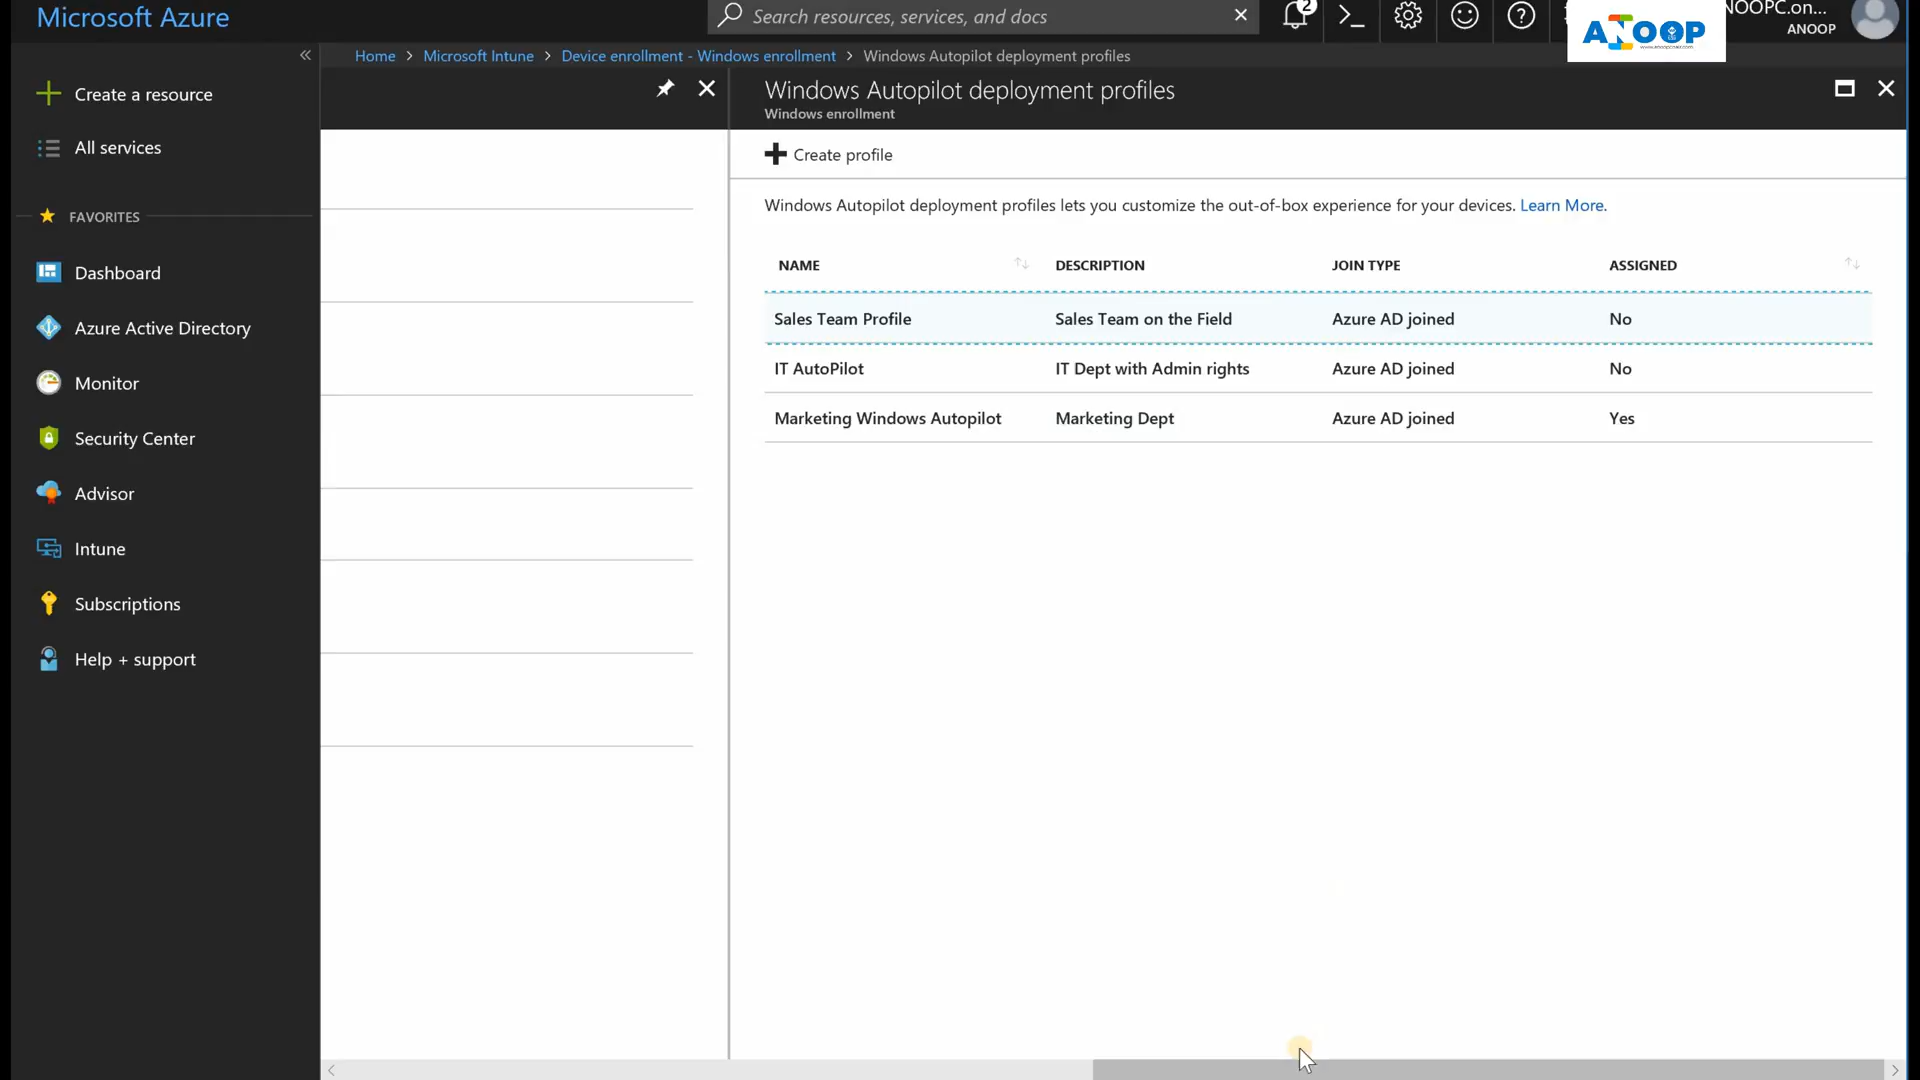 Microsoft Azure
Search resources, services, and docs
2
NOOPC.on...
ANOOP
ANOOP
Home > Microsoft Intune > Device enrollment - Windows enrollment > Windows Autopilot deployment profiles
Create a resource
All services
FAVORITES
Dashboard
Azure Active Directory
Monitor
Security Center
Advisor
Intune
Subscriptions
Help + support
Windows Autopilot deployment profiles
Windows enrollment
Create profile
Windows Autopilot deployment profiles lets you customize the out-of-box experience for your devices. Learn More.
NAME DESCRIPTION JOIN TYPE ASSIGNED
Sales Team Profile Sales Team on the Field Azure AD joined No
IT AutoPilot IT Dept with Admin rights Azure AD joined No
Marketing Windows Autopilot Marketing Dept Azure AD joined Yes